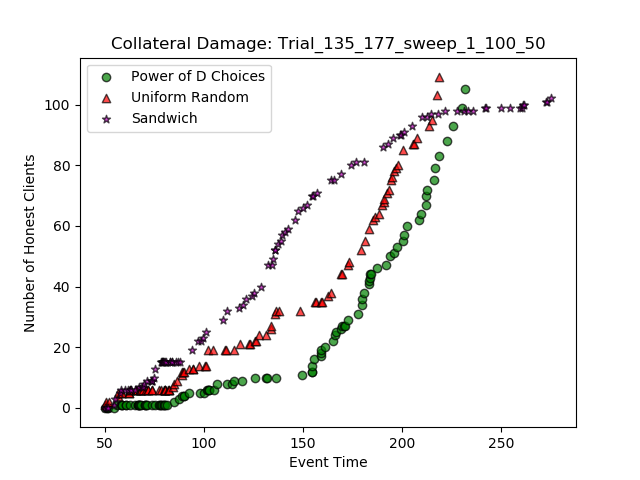 Collateral Damage: Trial_135_177_sweep_1_100_50
Power of D Choices
Uniform Random
Sandwich
100
80
60
40
20
0
Number of Honest Clients
50 100 150 200 250
Event Time